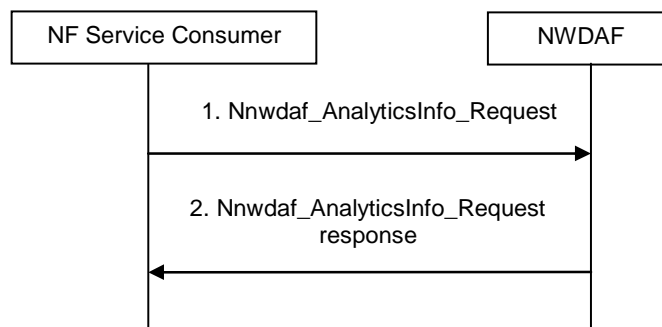 NF Service Consumer
NWDAF
1. Nnwdaf_AnalyticsInfo_Request
2. Nnwdaf_AnalyticsInfo_Request
response